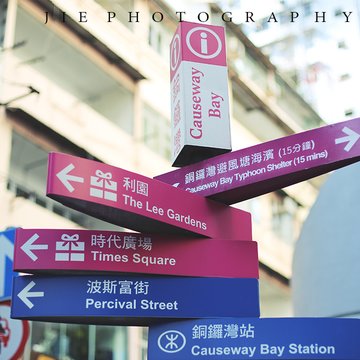 JIE PHOTOGRAPHY
Causeway
Bay
銅鑼灣避風塘海濱 (15分鐘)
Causeway Bay Typhoon Shelter (15 mins)
利園
The Lee Gardens
時代廣場
Times Square
波斯富街
Percival Street
銅鑼灣站
Causeway Bay Station